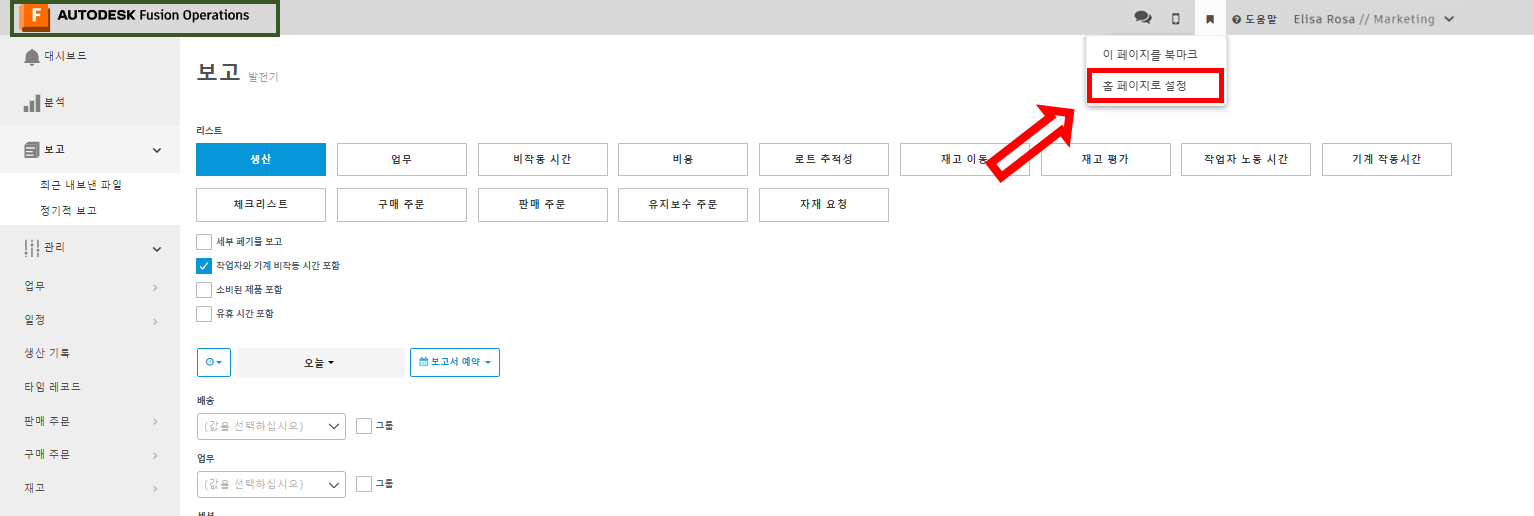 F AUTODESK Fusion Operations
도움말 Elisa Rosa // Marketing
이 페이지를 북마크
홈 페이지로 설정
대시보드
분석
보고
최근 내보낸 파일
정기적 보고
관리
업무
일정
생산 기록
타임 레코드
판매 주문
구매 주문
재고
보고 발전기
리스트
생산 업무 비작동 시간 비용 로트 추적성 재고 이동 재고 평가 작업자 노동 시간 기계 작동시간
체크리스트 구매 주문 판매 주문 유지보수 주문 자재 요청
세부 폐기물 보고
작업자와 기계 비작동 시간 포함
소비된 제품 포함
유휴 시간 포함
오늘 보고서 예약
배송
(값을 선택하십시오) 그룹
업무
(값을 선택하십시오) 그룹